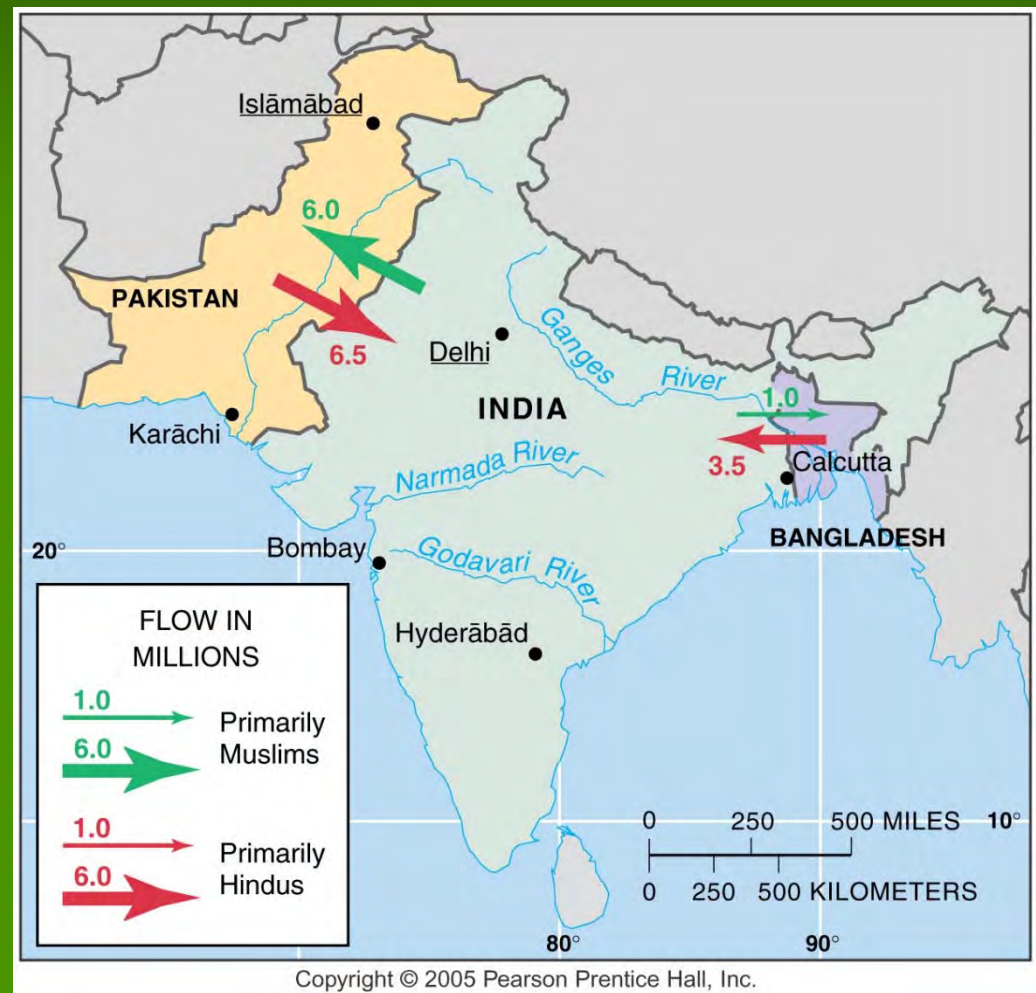 Islāmābad
6.0
PAKISTAN
6.5
Delhi
Ganges
River
1.0
INDIA
Karāchi
3.5
Calcutta
Narmada River
BANGLADESH
20°
Bombay
Godavari River
Hyderābād
FLOW IN
MILLIONS
1.0
Primarily
Muslims
6.0
1.0
Primarily
Hindus
6.0
0 250 500 MILES
10°
0 250 500 KILOMETERS
80°
90°
Copyright © 2005 Pearson Prentice Hall, Inc.